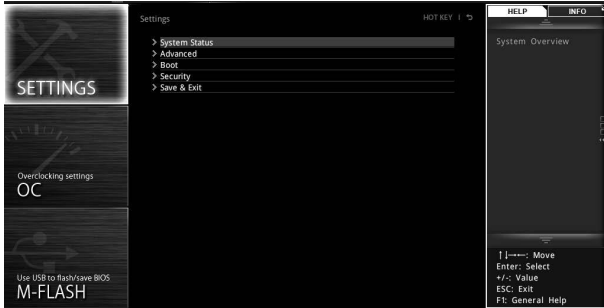 Settings
HOT KEY |
> System Status
> Advanced
> Boot
> Security
> Save & Exit
SETTINGS
Overclocking settings
OC
Use USB to flash/save BIOS
M-FLASH
HELP
INFO
System Overview
↑↓→←: Move
Enter: Select
+/-: Value
ESC: Exit
F1: General Help